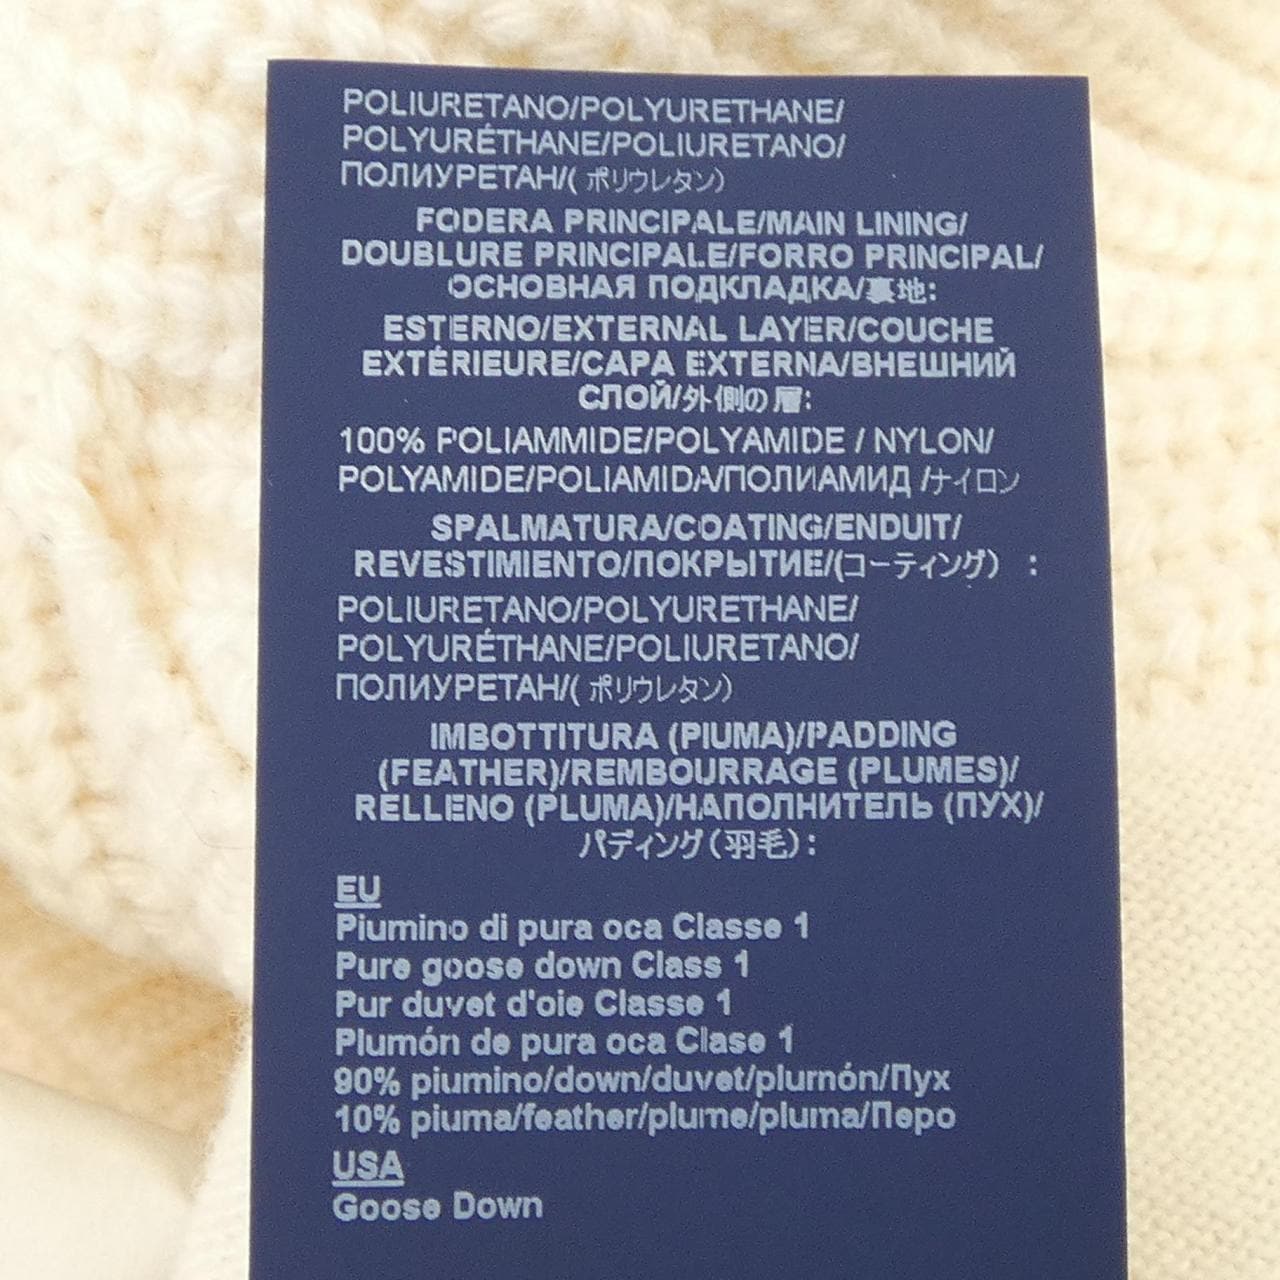 POLIURETANO/POLYURETHANE/
POLYURÉTHANE/POLIURETANO/
ПОЛИУРЕТАН/( ポリウレタン)
FODERA PRINCIPALE/MAIN LINING/
DOUBLURE PRINCIPALE/FORRO PRINCIPAL/
ОСНОВНАЯ ПОДКЛАДКА/裏地:
ESTERNO/EXTERNAL LAYER/COUCHE
EXTÉRIEURE/CAPA EXTERNA/ВНЕШНИЙ
СЛОЙ/外側の層:
100% POLIAMMIDE/POLYAMIDE / NYLON/
POLYAMIDE/POLIAMIDA/ПОЛИАМИД /ナイロン
SPALMATURA/COATING/ENDUIT/
REVESTIMIENTO/ПОКРЫТИЕ/(コーティング) :
POLIURETANO/POLYURETHANE/
POLYURÉTHANE/POLIURETANO/
ПОЛИУРЕТАН/( ポリウレタン)
IMBOTTITURA (PIUMA)/PADDING
(FEATHER)/REMBOURRAGE (PLUMES)/
RELLENO (PLUMA)/НАПОЛНИТЕЛЬ (ПУХ)/
パディング(羽毛):
EU
Piumino di pura oca Classe 1
Pure goose down Class 1
Pur duvet d'oie Classe 1
Plumón de pura oca Clase 1
90% piumino/down/duvet/plumón/Пух
10% piuma/feather/plume/pluma/Перо
USA
Goose Down